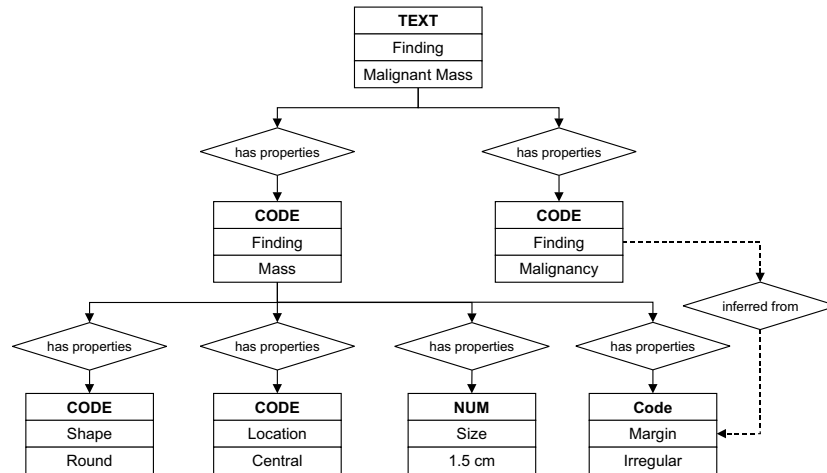 TEXT
Finding
Malignant Mass
has properties
has properties
CODE
Finding
Mass
CODE
Finding
Malignancy
inferred from
has properties
has properties
has properties
has properties
CODE
Shape
Round
CODE
Location
Central
NUM
Size
1.5 cm
Code
Margin
Irregular